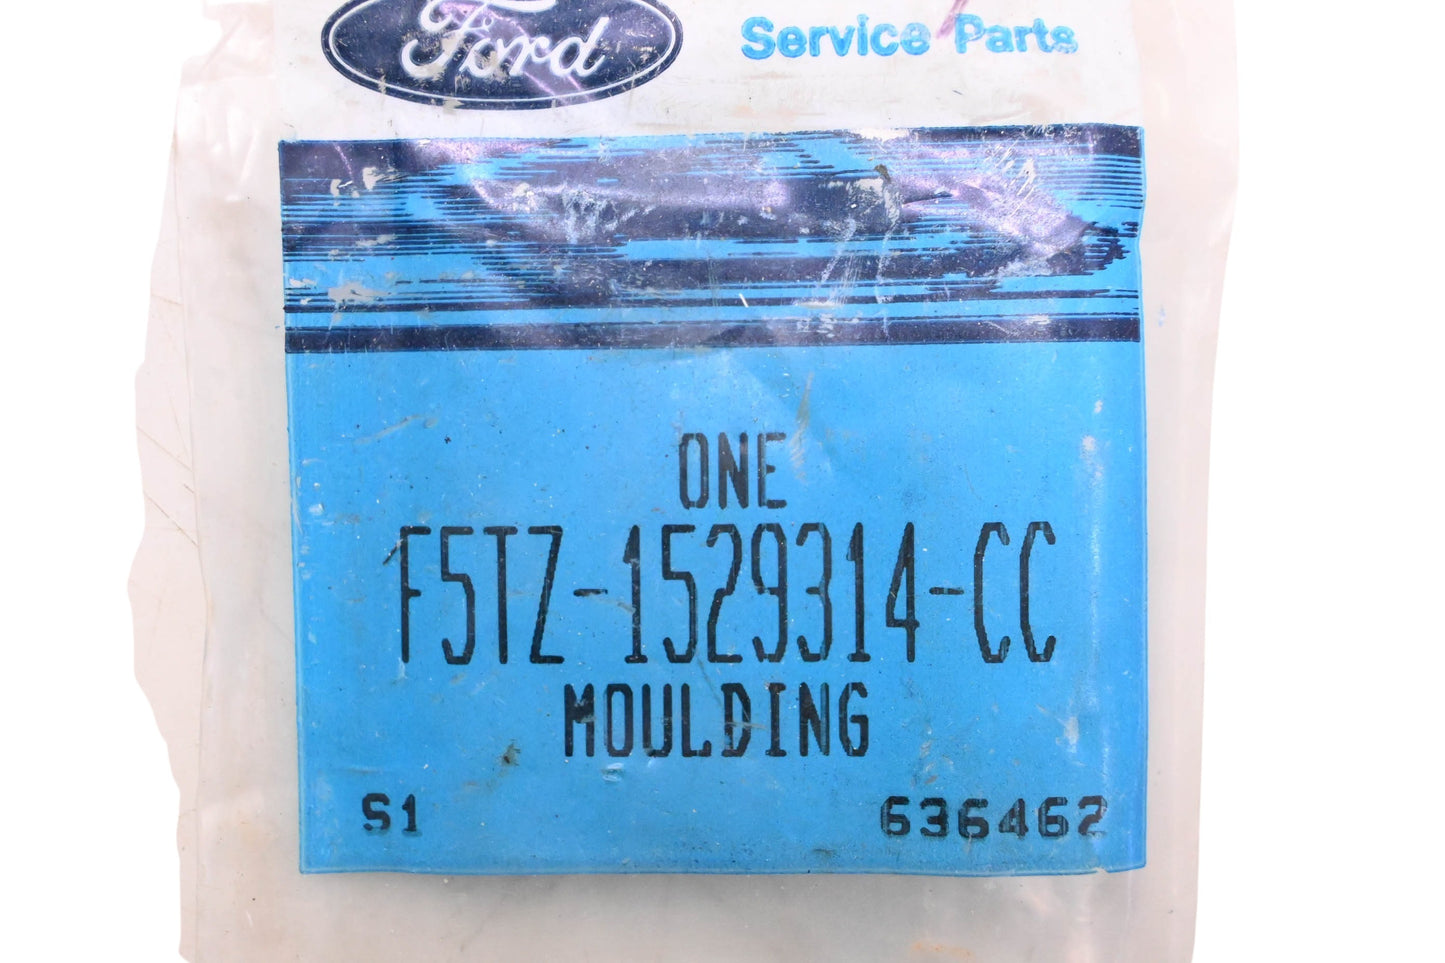 Ford
Service Parts
ONE
F5TZ-1529314-CC
MOULDING
S1 636462